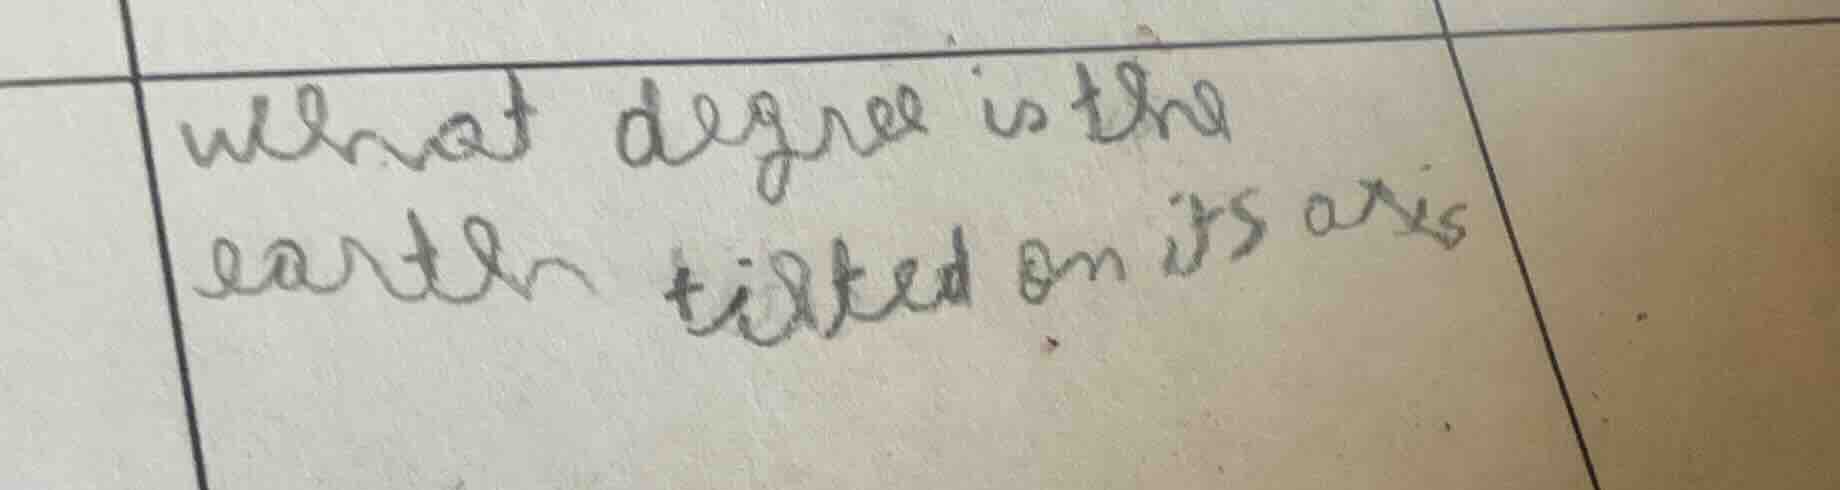 what degree is the
earth tilted on its axis